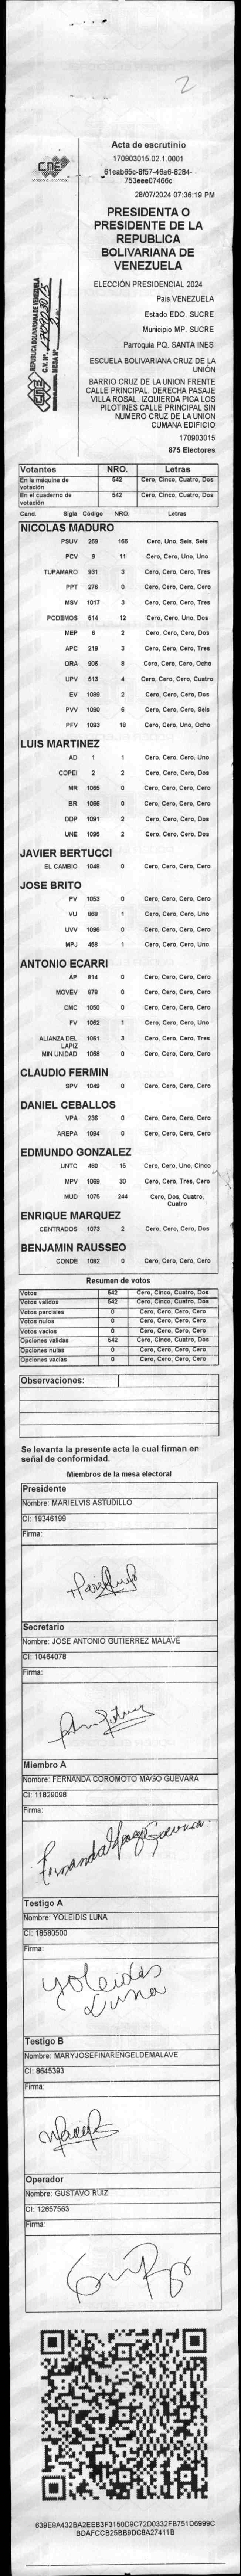 2
Acta de escrutinio
170903015.02.1.0001
61eab65c-8f57-46a6-8284-
753eee07466c
28/07/2024 07:36:19 PM
CNE
PRESIDENTA O
PRESIDENTE DE LA
REPUBLICA
BOLIVARIANA DE
VENEZUELA
ELECCIÓN PRESIDENCIAL 2024
Pais VENEZUELA
Estado EDO. SUCRE
Municipio MP. SUCRE
Parroquia PQ. SANTA INES
ESCUELA BOLIVARIANA CRUZ DE LA
UNIÓN
BARRIO CRUZ DE LA UNION FRENTE
CALLE PRINCIPAL. DERECHA PASAJE
VILLA ROSAL. IZQUIERDA PICA LOS
PILOTINES CALLE PRINCIPAL SIN
NUMERO CRUZ DE LA UNION
CUMANA EDIFICIO
170903015
875 Electores
CNE
REPUBLICA BOLIVARIANA DE VENEZUELA
C.V. Nº. 170903015
MESA Nº.
Votantes NRO. Letras
En la máquina de votación 542 Cero, Cinco, Cuatro, Dos
En el cuaderno de votación 542 Cero, Cinco, Cuatro, Dos
Cand. Sigla Código NRO. Letras
NICOLAS MADURO
PSUV 269 166 Cero, Uno, Seis, Seis
PCV 9 11 Cero, Cero, Uno, Uno
TUPAMARO 931 3 Cero, Cero, Cero, Tres
PPT 276 0 Cero, Cero, Cero, Cero
MSV 1017 3 Cero, Cero, Cero, Tres
PODEMOS 514 12 Cero, Cero, Uno, Dos
MEP 6 2 Cero, Cero, Cero, Dos
APC 219 3 Cero, Cero, Cero, Tres
ORA 906 8 Cero, Cero, Cero, Ocho
UPV 513 4 Cero, Cero, Cero, Cuatro
EV 1089 2 Cero, Cero, Cero, Dos
PVV 1090 6 Cero, Cero, Cero, Seis
PFV 1093 18 Cero, Cero, Uno, Ocho
LUIS MARTINEZ
AD 1 1 Cero, Cero, Cero, Uno
COPEI 2 2 Cero, Cero, Cero, Dos
MR 1065 0 Cero, Cero, Cero, Cero
BR 1066 0 Cero, Cero, Cero, Cero
DDP 1091 2 Cero, Cero, Cero, Dos
UNE 1095 2 Cero, Cero, Cero, Dos
JAVIER BERTUCCI
EL CAMBIO 1048 0 Cero, Cero, Cero, Cero
JOSE BRITO
PV 1053 0 Cero, Cero, Cero, Cero
VU 868 1 Cero, Cero, Cero, Uno
UVV 1096 0 Cero, Cero, Cero, Cero
MPJ 458 1 Cero, Cero, Cero, Uno
ANTONIO ECARRI
AP 814 0 Cero, Cero, Cero, Cero
MOVEV 978 0 Cero, Cero, Cero, Cero
CMC 1050 0 Cero, Cero, Cero, Cero
FV 1062 1 Cero, Cero, Cero, Uno
ALIANZA DEL LAPIZ 1051 3 Cero, Cero, Cero, Tres
MIN UNIDAD 1068 0 Cero, Cero, Cero, Cero
CLAUDIO FERMIN
SPV 1049 0 Cero, Cero, Cero, Cero
DANIEL CEBALLOS
VPA 236 0 Cero, Cero, Cero, Cero
AREPA 1094 0 Cero, Cero, Cero, Cero
EDMUNDO GONZALEZ
UNTC 460 15 Cero, Cero, Uno, Cinco
MPV 1069 30 Cero, Cero, Tres, Cero
MUD 1075 244 Cero, Dos, Cuatro,
Cuatro
ENRIQUE MARQUEZ
CENTRADOS 1073 2 Cero, Cero, Cero, Dos
BENJAMIN RAUSSEO
CONDE 1092 0 Cero, Cero, Cero, Cero
Resumen de votos
Votos 542 Cero, Cinco, Cuatro, Dos
Votos validos 542 Cero, Cinco, Cuatro, Dos
Votos parciales 0 Cero, Cero, Cero, Cero
Votos nulos 0 Cero, Cero, Cero, Cero
Votos vacios 0 Cero, Cero, Cero, Cero
Opciones validas 542 Cero, Cinco, Cuatro, Dos
Opciones nulas 0 Cero, Cero, Cero, Cero
Opciones vacias 0 Cero, Cero, Cero, Cero
Observaciones:
Se levanta la presente acta la cual firman en
señal de conformidad.
Miembros de la mesa electoral
Presidente
Nombre: MARIELVIS ASTUDILLO
CI: 19346199
Firma:
Secretario
Nombre: JOSE ANTONIO GUTIERREZ MALAVE
CI: 10464078
Firma:
Miembro A
Nombre: FERNANDA COROMOTO MAGO GUEVARA
CI: 11829098
Firma:
Fernanda Mago Guevara
Testigo A
Nombre: YOLEIDIS LUNA
CI: 18580500
Firma:
Yoleidas
Luna
Testigo B
Nombre: MARYJOSEFINARENGELDEMALAVE
CI: 8645393
Firma:
Operador
Nombre: GUSTAVO RUIZ
CI: 12657563
Firma:
639E9A432BA2EEB3F3150D9C72D0332FB751D6999C
BDAFCCB25BB9DC8A27411B